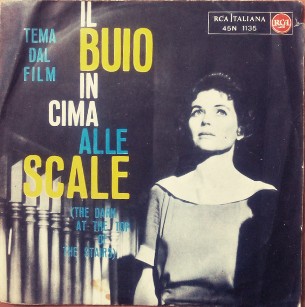 TEMA
DAL
FILM
IL
BUIO
IN
CIMA
ALLE
SCALE
(THE DARK
AT THE TOP
OF
THE STAIRS)
RCA ITALIANA
45N 1135
RCA